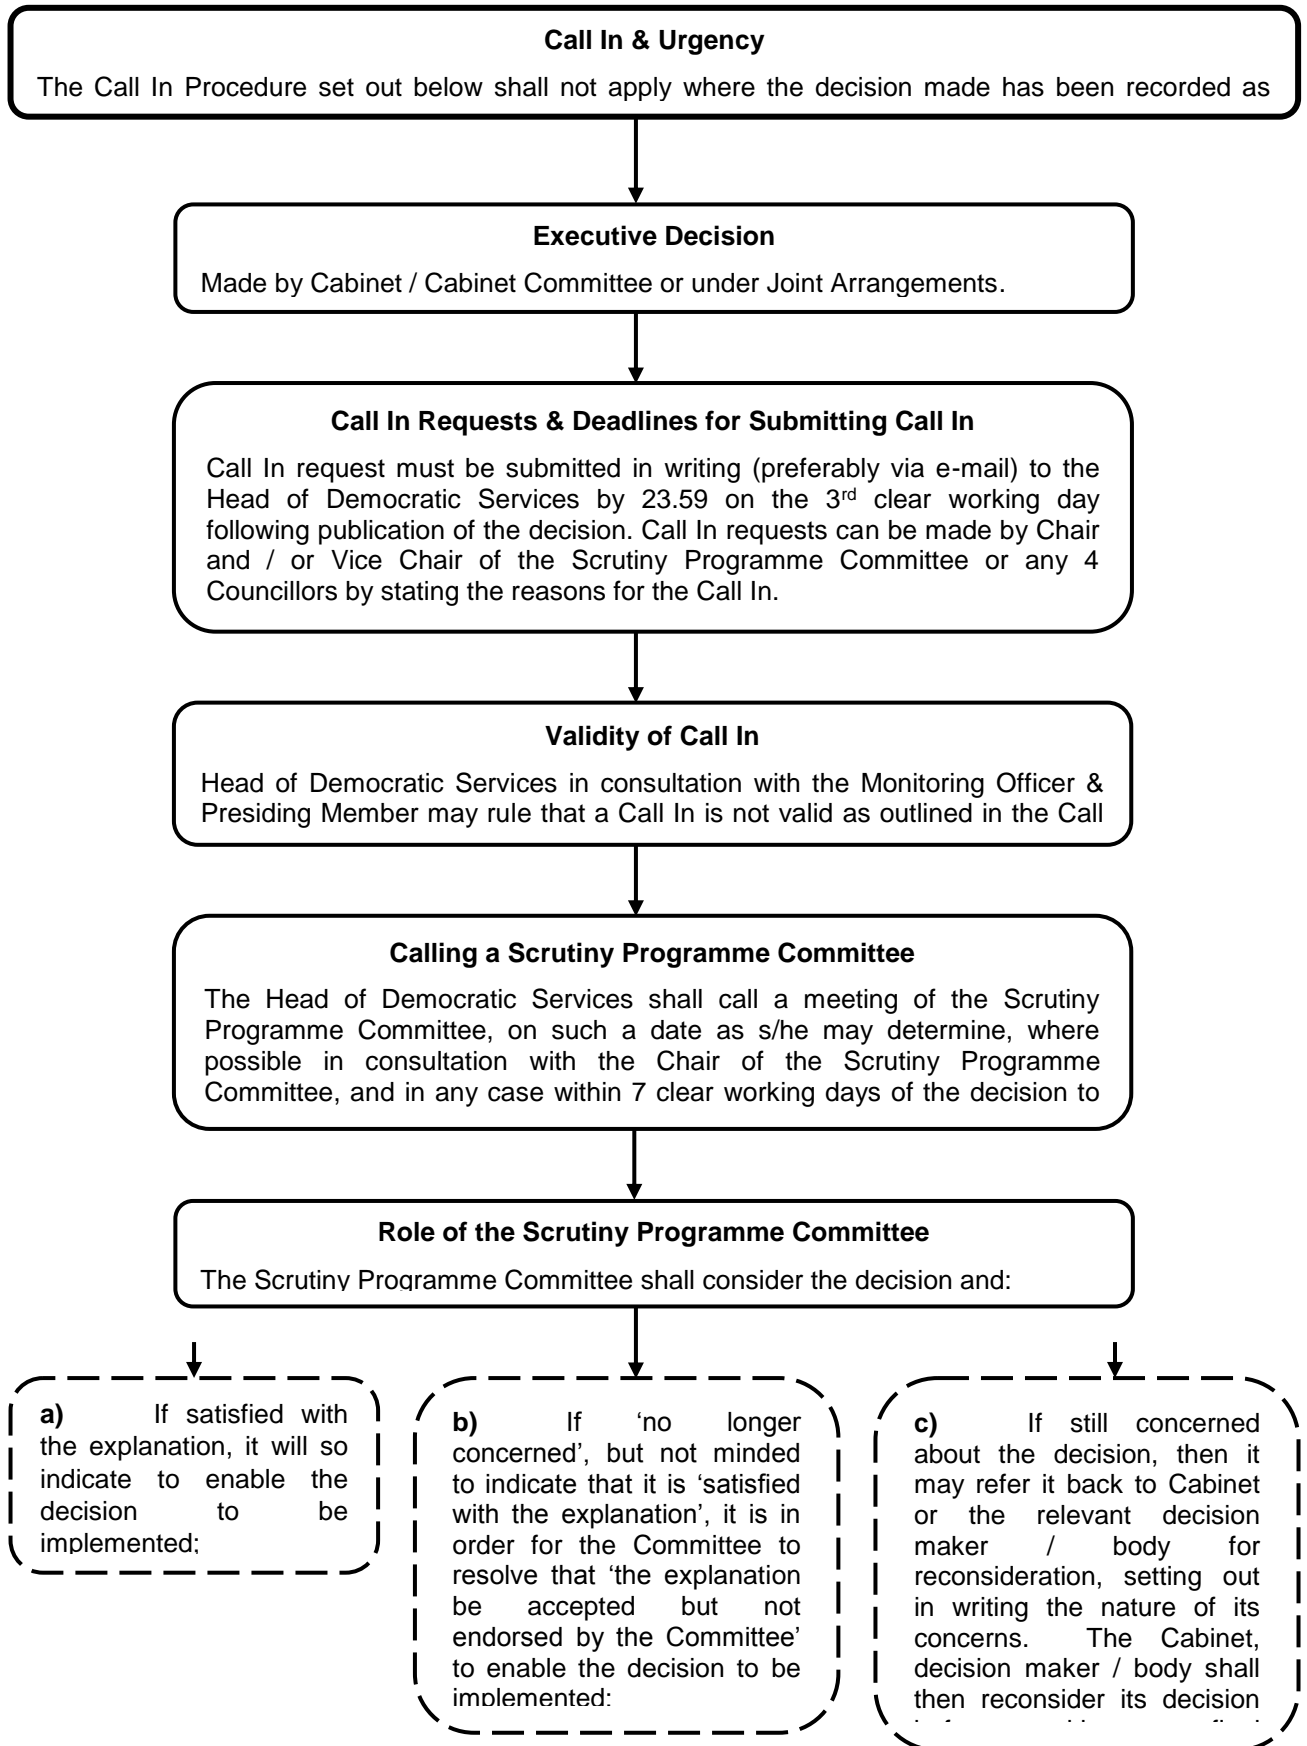 Call In & Urgency
The Call In Procedure set out below shall not apply where the decision made has been recorded as
Executive Decision
Made by Cabinet / Cabinet Committee or under Joint Arrangements.
Call In Requests & Deadlines for Submitting Call In
Call In request must be submitted in writing (preferably via e-mail) to the
Head of Democratic Services by 23.59 on the 3rd clear working day
following publication of the decision. Call In requests can be made by Chair
and / or Vice Chair of the Scrutiny Programme Committee or any 4
Councillors by stating the reasons for the Call In.
Validity of Call In
Head of Democratic Services in consultation with the Monitoring Officer &
Presiding Member may rule that a Call In is not valid as outlined in the Call
Calling a Scrutiny Programme Committee
The Head of Democratic Services shall call a meeting of the Scrutiny
Programme Committee, on such a date as s/he may determine, where
possible in consultation with the Chair of the Scrutiny Programme
Committee, and in any case within 7 clear working days of the decision to
Role of the Scrutiny Programme Committee
The Scrutiny Programme Committee shall consider the decision and:
a) If satisfied with
the explanation, it will so
indicate to enable the
decision to be
implemented;
b) If ‘no longer
concerned’, but not minded
to indicate that it is ‘satisfied
with the explanation’, it is in
order for the Committee to
resolve that ‘the explanation
be accepted but not
endorsed by the Committee’
to enable the decision to be
implemented;
c) If still concerned
about the decision, then it
may refer it back to Cabinet
or the relevant decision
maker / body for
reconsideration, setting out
in writing the nature of its
concerns. The Cabinet,
decision maker / body shall
then reconsider its decision